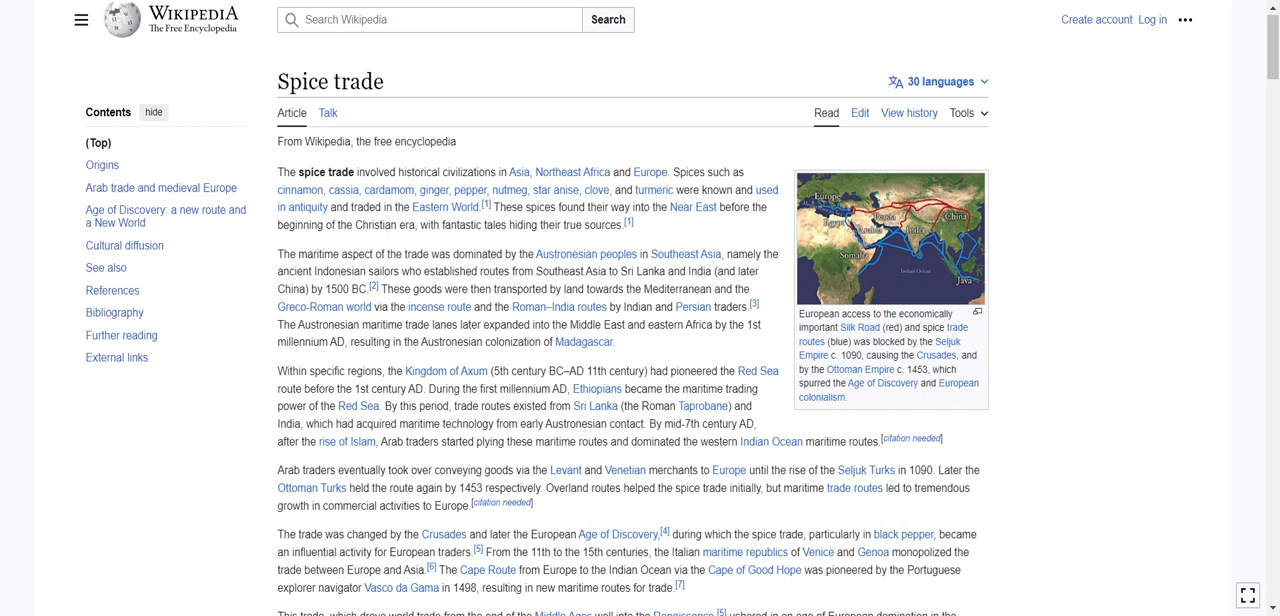 WIKIPEDIA
The Free Encyclopedia
Search Wikipedia
Search
Create account Log in
Spice trade
30 languages
Contents hide
(Top)
Origins
Arab trade and medieval Europe
Age of Discovery: a new route and
a New World
Cultural diffusion
See also
References
Bibliography
Further reading
External links
Article Talk
Read Edit View history Tools
From Wikipedia, the free encyclopedia
The spice trade involved historical civilizations in Asia, Northeast Africa and Europe. Spices such as
cinnamon, cassia, cardamom, ginger, pepper, nutmeg, star anise, clove, and turmeric were known and used
in antiquity and traded in the Eastern World.[1] These spices found their way into the Near East before the
beginning of the Christian era, with fantastic tales hiding their true sources.[1]
The maritime aspect of the trade was dominated by the Austronesian peoples in Southeast Asia, namely the
ancient Indonesian sailors who established routes from Southeast Asia to Sri Lanka and India (and later
China) by 1500 BC.[2] These goods were then transported by land towards the Mediterranean and the
Greco-Roman world via the incense route and the Roman–India routes by Indian and Persian traders.[3]
The Austronesian maritime trade lanes later expanded into the Middle East and eastern Africa by the 1st
millennium AD, resulting in the Austronesian colonization of Madagascar.
Europe
Egypt
Persia
Arabia
India
China
Somalia
Indian Ocean
Java
European access to the economically
important Silk Road (red) and spice trade
routes (blue) was blocked by the Seljuk
Empire c. 1090, causing the Crusades, and
by the Ottoman Empire c. 1453, which
spurred the Age of Discovery and European
colonialism.
Within specific regions, the Kingdom of Axum (5th century BC–AD 11th century) had pioneered the Red Sea
route before the 1st century AD. During the first millennium AD, Ethiopians became the maritime trading
power of the Red Sea. By this period, trade routes existed from Sri Lanka (the Roman Taprobane) and
India, which had acquired maritime technology from early Austronesian contact. By mid-7th century AD,
after the rise of Islam, Arab traders started plying these maritime routes and dominated the western Indian Ocean maritime routes.[citation needed]
Arab traders eventually took over conveying goods via the Levant and Venetian merchants to Europe until the rise of the Seljuk Turks in 1090. Later the
Ottoman Turks held the route again by 1453 respectively. Overland routes helped the spice trade initially, but maritime trade routes led to tremendous
growth in commercial activities to Europe.[citation needed]
The trade was changed by the Crusades and later the European Age of Discovery,[4] during which the spice trade, particularly in black pepper, became
an influential activity for European traders.[5] From the 11th to the 15th centuries, the Italian maritime republics of Venice and Genoa monopolized the
trade between Europe and Asia.[6] The Cape Route from Europe to the Indian Ocean via the Cape of Good Hope was pioneered by the Portuguese
explorer navigator Vasco da Gama in 1498, resulting in new maritime routes for trade.[7]
This trade, which drove world trade from the end of the Middle Ages well into the Renaissance,[5] ushered in an age of European domination in the